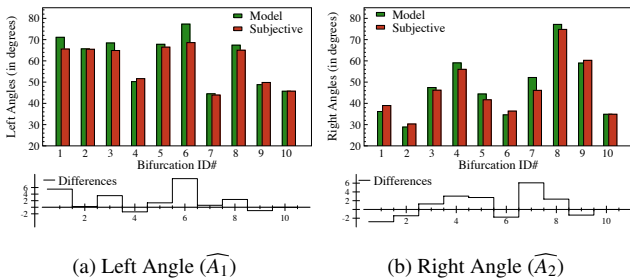 Left Angles (in degrees)
80
70
60
50
40
30
20
Model
Subjective
1 2 3 4 5 6 7 8 9 10
Bifurcation ID#
Differences
6
4
2
-2
2 4 6 8 10
(a) Left Angle (A₁)
Right Angles (in degrees)
80
70
60
50
40
30
20
Model
Subjective
1 2 3 4 5 6 7 8 9 10
Bifurcation ID#
Differences
6
4
2
-2
2 4 6 8 10
(b) Right Angle (A₂)